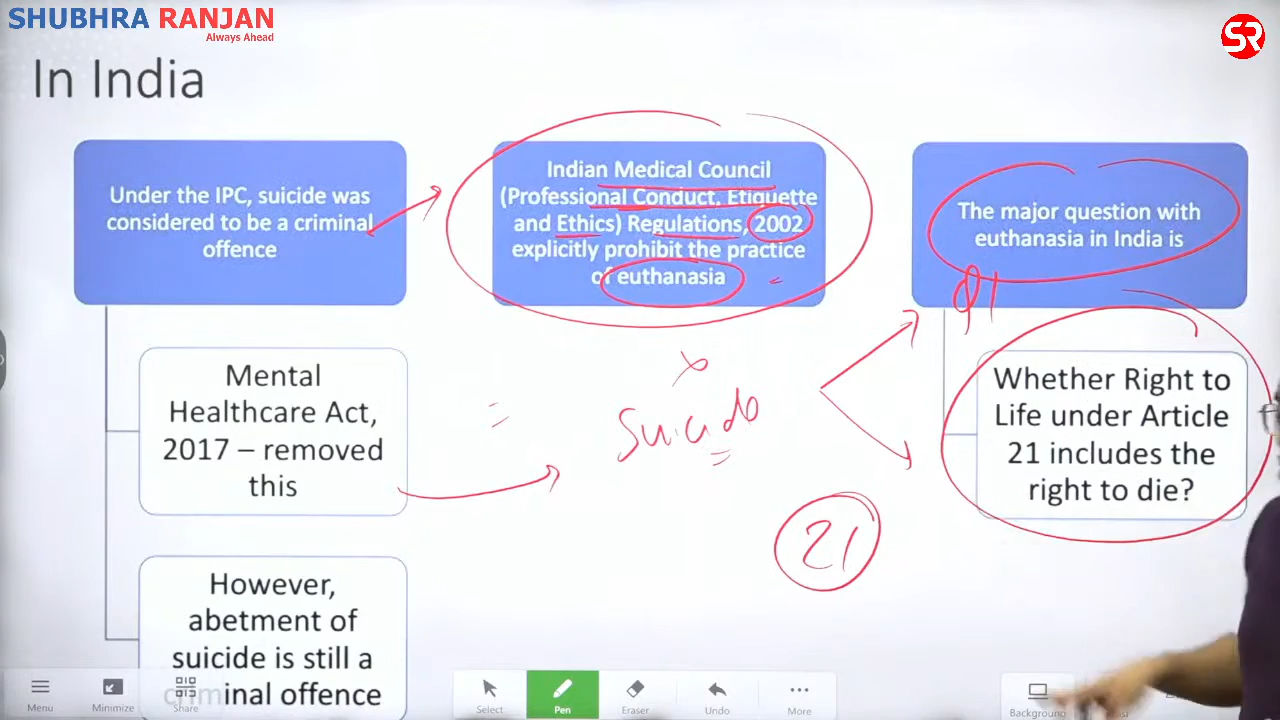 SHUBHRA RANJAN
Always Ahead
SR
In India
Under the IPC, suicide was
considered to be a criminal
offence
Mental
Healthcare Act,
2017 – removed
this
However,
abetment of
suicide is still a
criminal offence
Indian Medical Council
(Professional Conduct, Etiquette
and Ethics) Regulations, 2002
explicitly prohibit the practice
of euthanasia
Suicide
21
The major question with
euthanasia in India is
Whether Right to
Life under Article
21 includes the
right to die?
Menu
Minimize
Share
Select
Pen
Eraser
Undo
More
Background